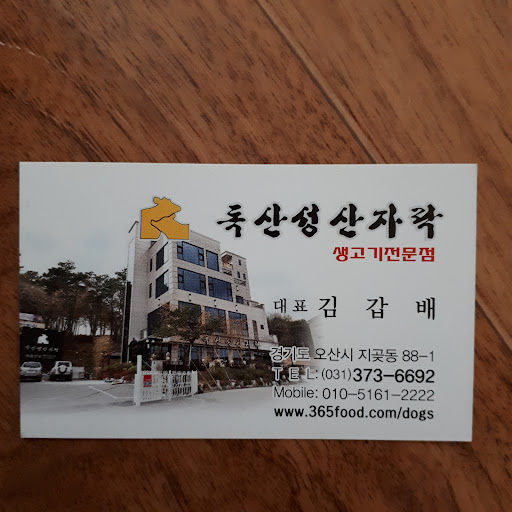 독산성산자락
생고기전문점
대표 김 갑 배
경기도 오산시 지곶동 88-1
T E L: (031)373-6692
Mobile: 010-5161-2222
www.365food.com/dogs